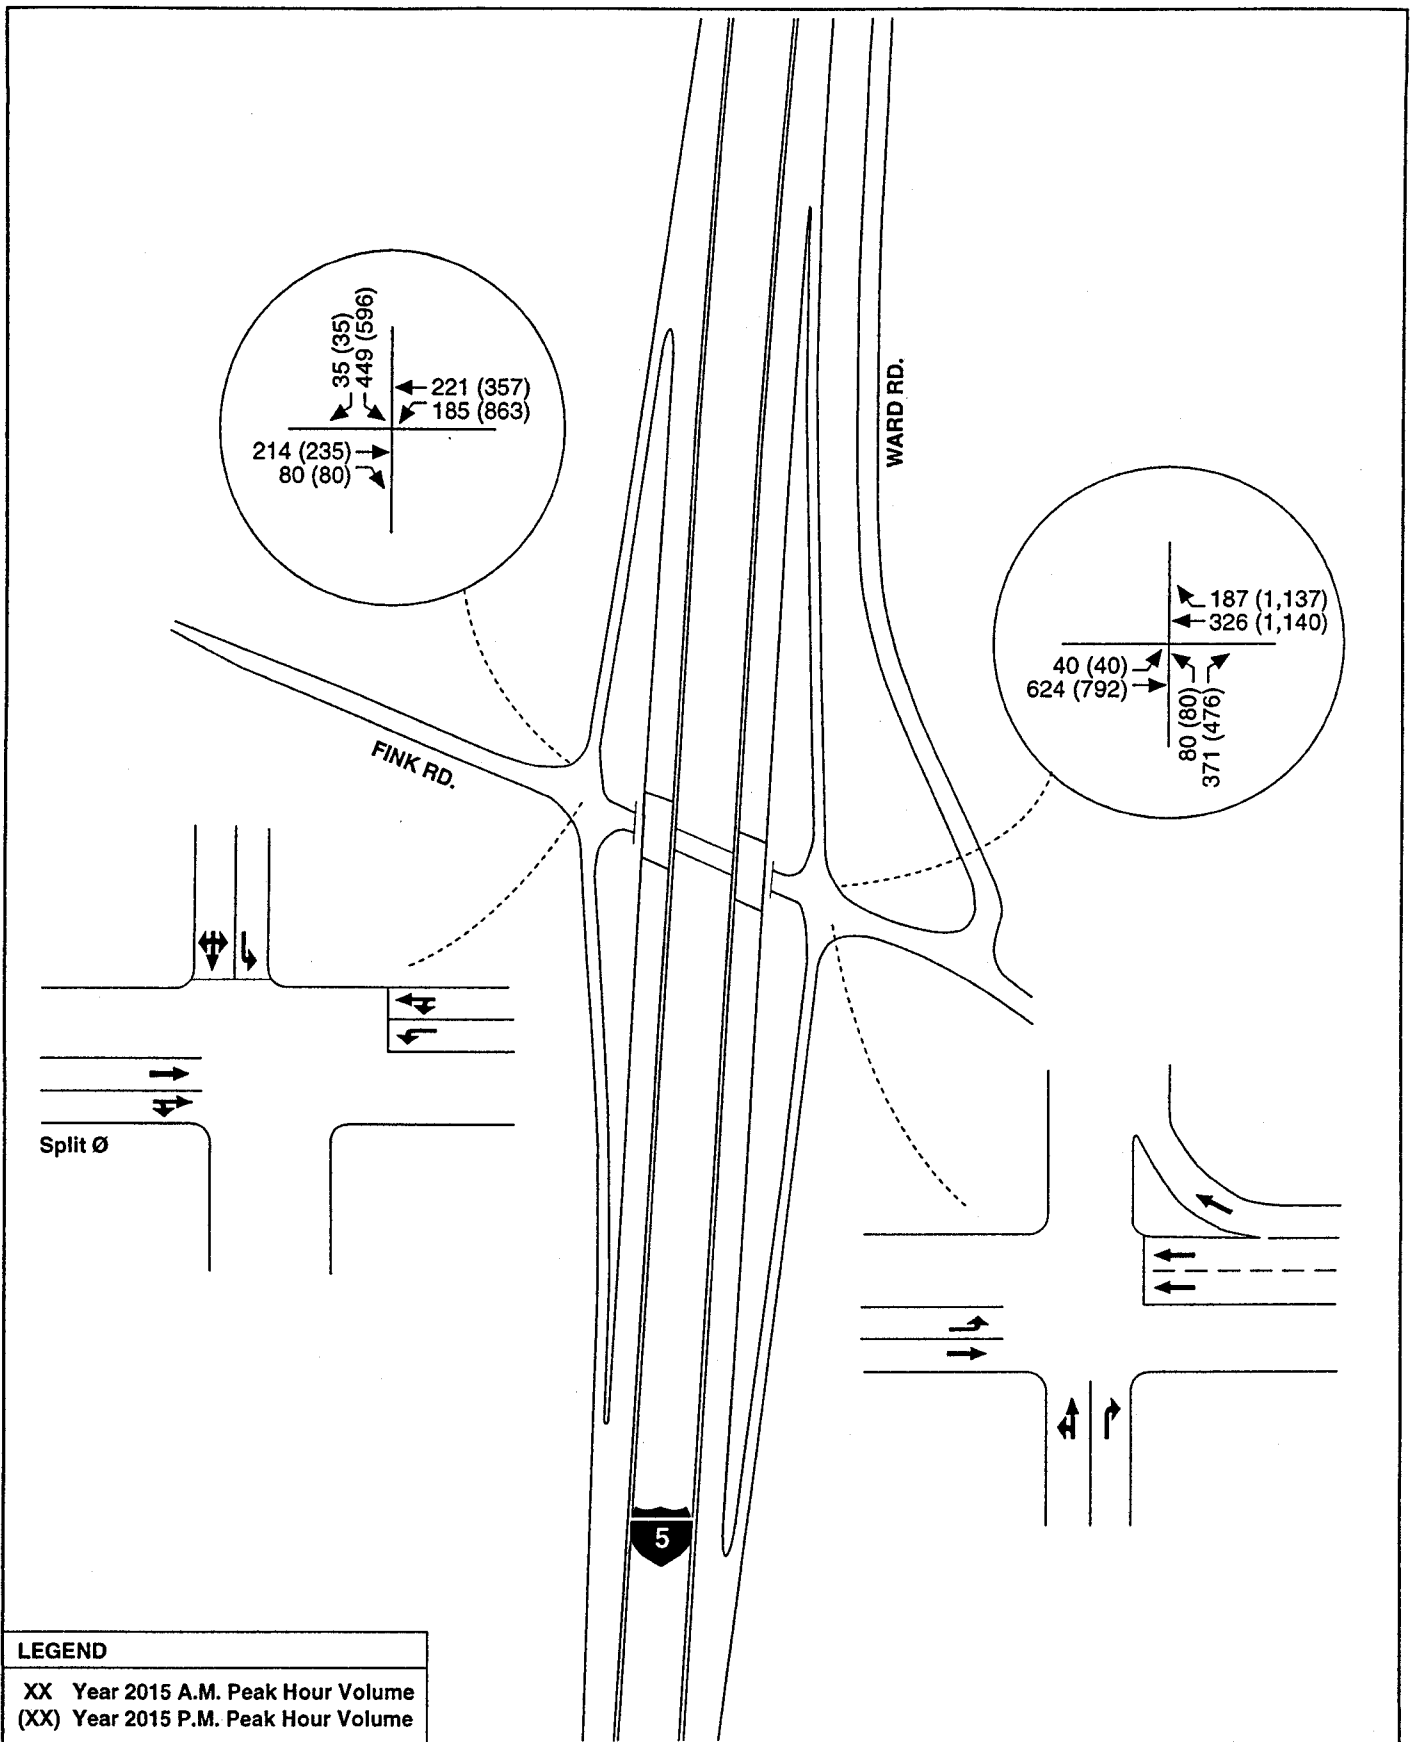 35 (35)
449 (596)
221 (357)
185 (863)
214 (235)
80 (80)
WARD RD.
187 (1,137)
326 (1,140)
40 (40)
624 (792)
80 (80)
371 (476)
FINK RD.
Split Ø
5
LEGEND
XX Year 2015 A.M. Peak Hour Volume
(XX) Year 2015 P.M. Peak Hour Volume